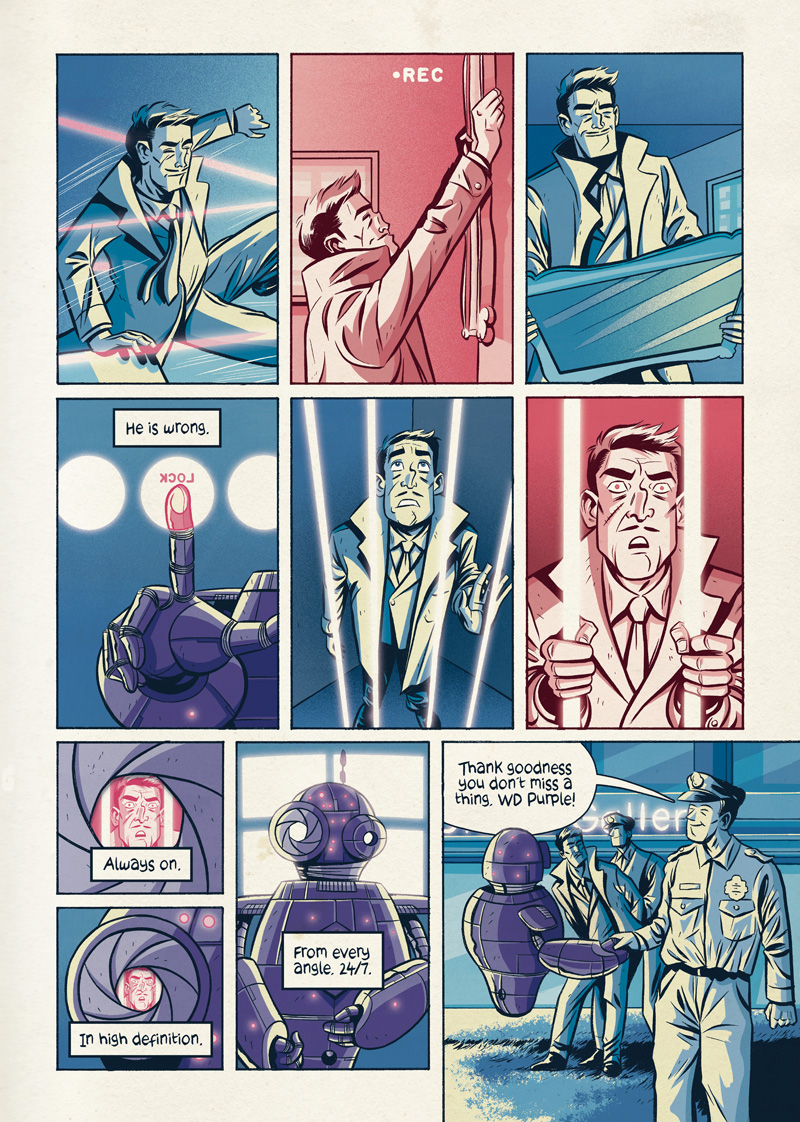 •REC
He is wrong.
LOCK
Always on.
In high definition.
From every
angle. 24/7.
Thank goodness
you don't miss a
thing, WD Purple!
Galler